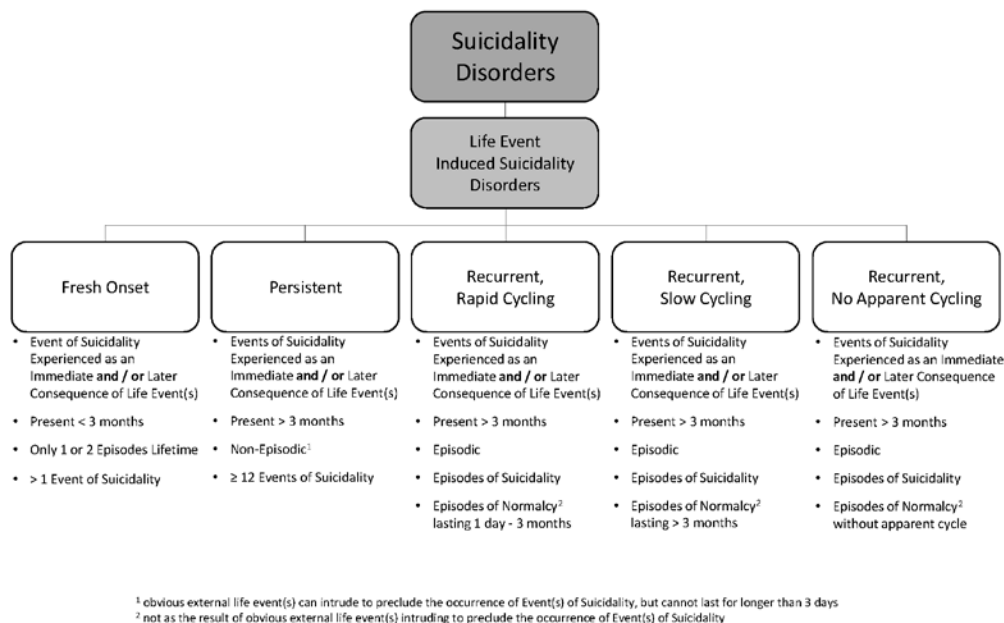 Suicidality
Disorders
Life Event
Induced Suicidality
Disorders
Fresh Onset
• Event of Suicidality
Experienced as an
Immediate and / or Later
Consequence of Life Event(s)
• Present < 3 months
• Only 1 or 2 Episodes Lifetime
• > 1 Event of Suicidality
Persistent
• Events of Suicidality
Experienced as an
Immediate and / or Later
Consequence of Life Event(s)
• Present > 3 months
• Non-Episodic¹
• ≥ 12 Events of Suicidality
Recurrent,
Rapid Cycling
• Events of Suicidality
Experienced as an
Immediate and / or Later
Consequence of Life Event(s)
• Present > 3 months
• Episodic
• Episodes of Suicidality
• Episodes of Normalcy²
lasting 1 day - 3 months
Recurrent,
Slow Cycling
• Events of Suicidality
Experienced as an
Immediate and / or Later
Consequence of Life Event(s)
• Present > 3 months
• Episodic
• Episodes of Suicidality
• Episodes of Normalcy²
lasting > 3 months
Recurrent,
No Apparent Cycling
• Events of Suicidality
Experienced as an Immediate
and / or Later Consequence
of Life Event(s)
• Present > 3 months
• Episodic
• Episodes of Suicidality
• Episodes of Normalcy²
without apparent cycle
¹ obvious external life event(s) can intrude to preclude the occurrence of Event(s) of Suicidality, but cannot last for longer than 3 days
² not as the result of obvious external life event(s) intruding to preclude the occurrence of Event(s) of Suicidality